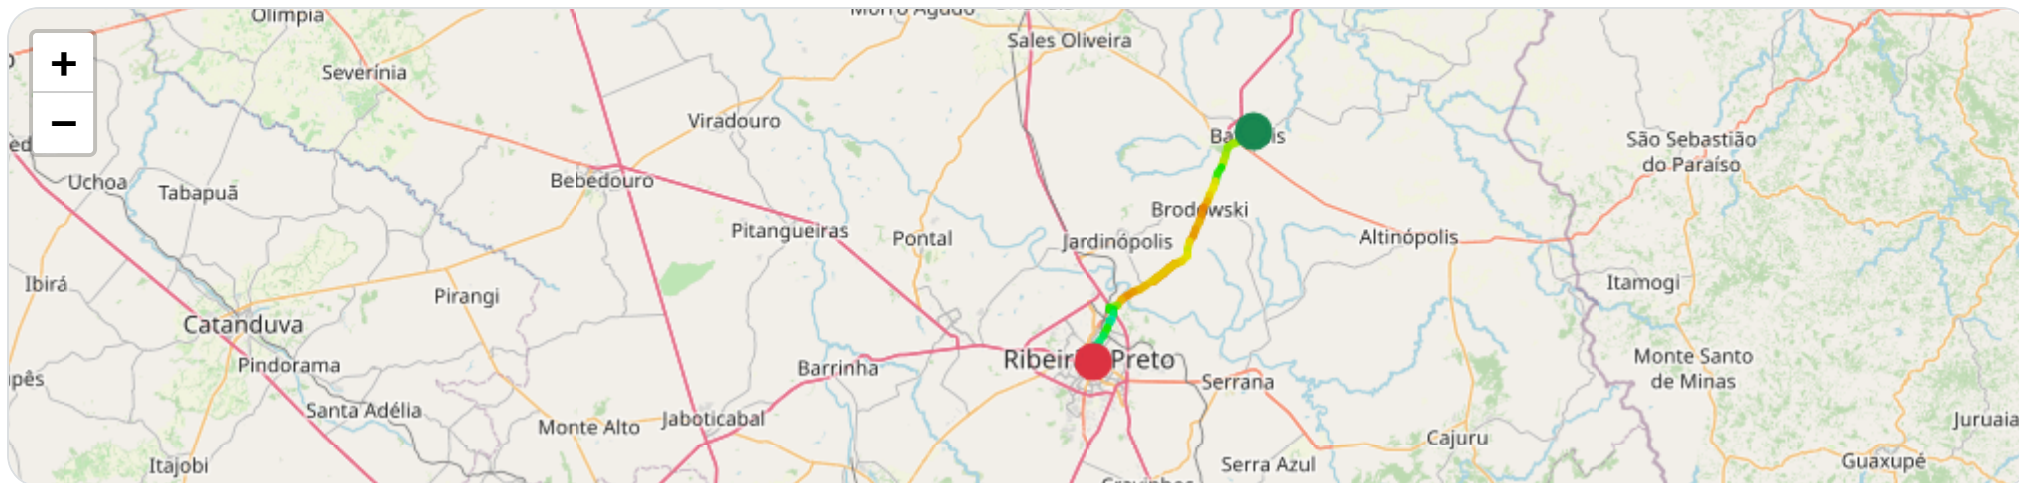 Olímpia
Sales Oliveira
+
Severínia
−
Viradouro
São Sebastião
do Paraíso
Uchoa
Tabapuã
Bebedouro
Brodowski
Pitangueiras
Pontal
Jardinópolis
Altinópolis
Ibirá
Pirangi
Itamogi
Catanduva
Pindorama
Barrinha
Preto
Serrana
Monte Santo
de Minas
Santa Adélia
Monte Alto
Jaboticabal
Cajuru
Juruaia
Itajobi
Serra Azul
Guaxupé